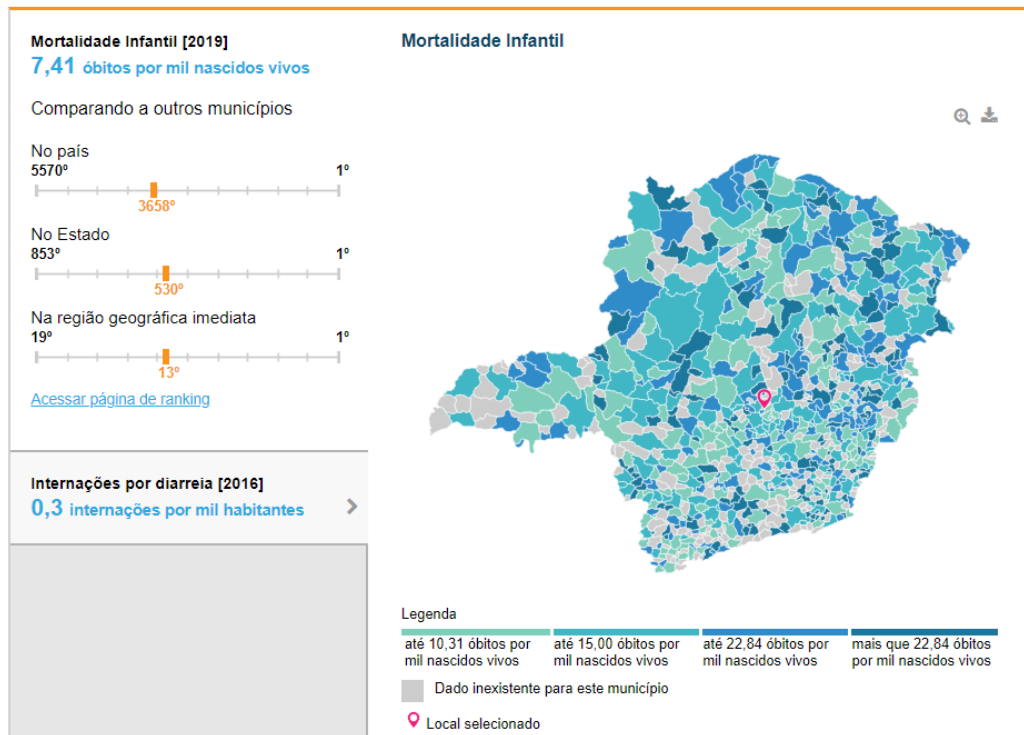 Mortalidade Infantil [2019]
7,41 óbitos por mil nascidos vivos
Comparando a outros municípios
No país
5570º 1º
3658º
No Estado
853º 1º
530º
Na região geográfica imediata
19º 1º
13º
Acessar página de ranking
Internações por diarreia [2016]
0,3 internações por mil habitantes
Mortalidade Infantil
Legenda
até 10,31 óbitos por
mil nascidos vivos
até 15,00 óbitos por
mil nascidos vivos
até 22,84 óbitos por
mil nascidos vivos
mais que 22,84 óbitos
por mil nascidos vivos
Dado inexistente para este município
Local selecionado